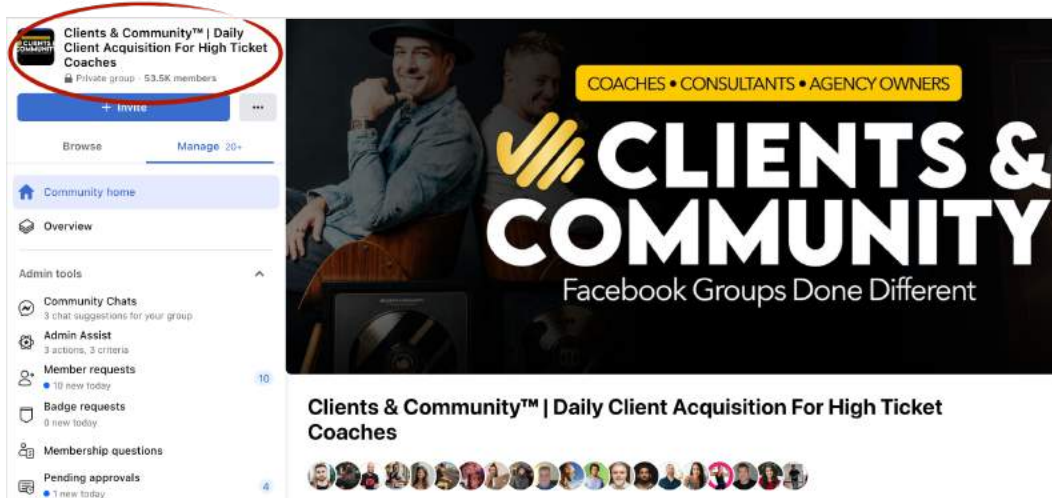 Clients & Community™ | Daily
Client Acquisition For High Ticket
Coaches
Private group · 53.5K members
+ Invite
Browse
Manage 20+
Community home
Overview
Admin tools
Community Chats
3 chat suggestions for your group
Admin Assist
3 actions, 3 criteria
Member requests
10 new today
10
Badge requests
0 new today
Membership questions
Pending approvals
1 new today
4
COACHES • CONSULTANTS • AGENCY OWNERS
CLIENTS &
COMMUNITY
Facebook Groups Done Different
Clients & Community™ | Daily Client Acquisition For High Ticket
Coaches